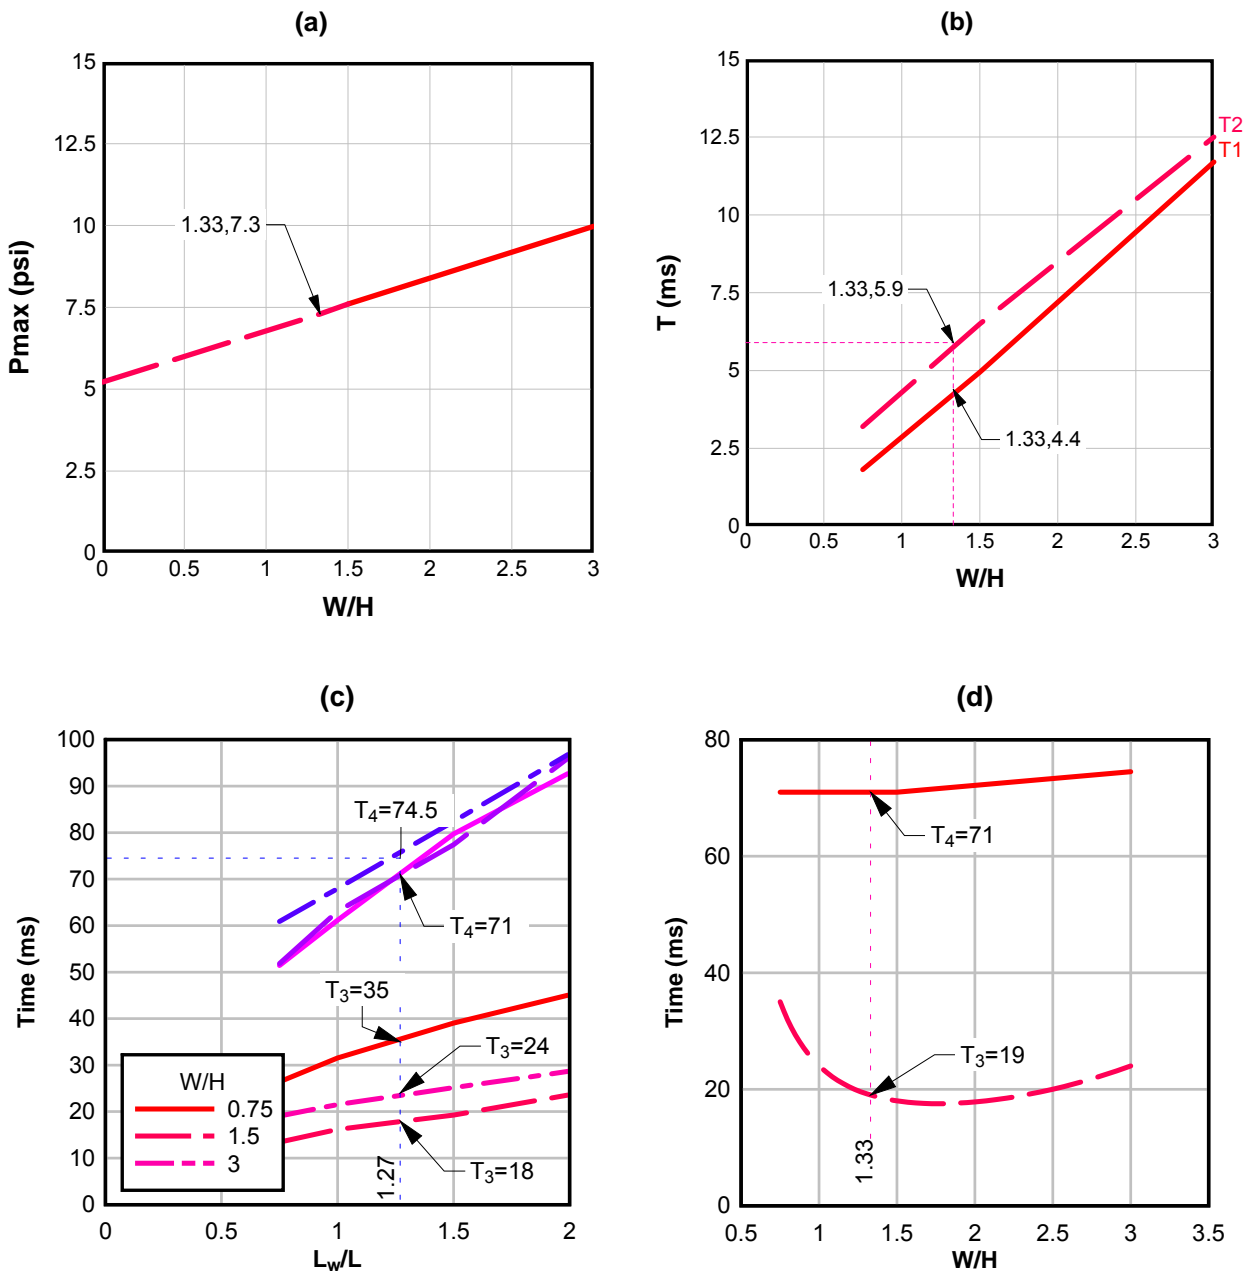 (a)
15
12.5
10
7.5
5
2.5
0
0
0.5
1
1.5
2
2.5
3
Pmax (psi)
W/H
1.33,7.3
(b)
15
12.5
10
7.5
5
2.5
0
0
0.5
1
1.5
2
2.5
3
T (ms)
W/H
T2
T1
1.33,5.9
1.33,4.4
(c)
100
90
80
70
60
50
40
30
20
10
0
0
0.5
1
1.5
2
Time (ms)
Lw/L
T4=74.5
T4=71
T3=35
T3=24
T3=18
1.27
W/H
0.75
1.5
3
(d)
80
60
40
20
0
0.5
1
1.5
2
2.5
3
3.5
Time (ms)
W/H
T4=71
T3=19
1.33